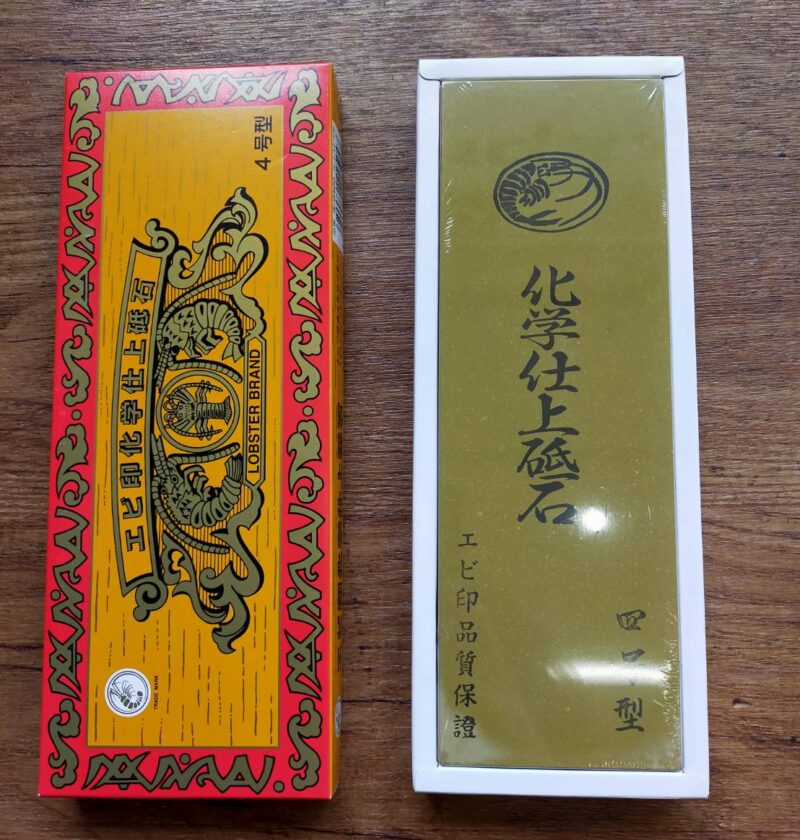 4号型
エビ印化学仕上砥石
LOBSTER BRAND
TRADE MARK
化学仕上砥石
四号型
エビ印品質保證